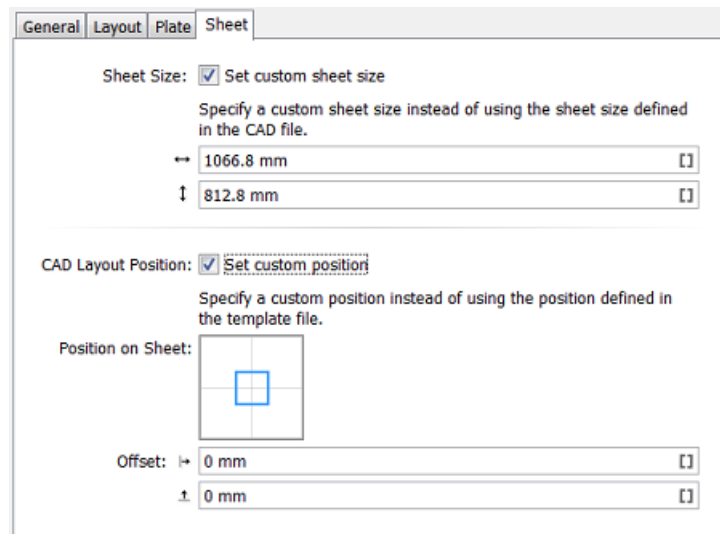 General Layout Plate Sheet
Sheet Size: Set custom sheet size
Specify a custom sheet size instead of using the sheet size defined
in the CAD file.
1066.8 mm
812.8 mm
CAD Layout Position: Set custom position
Specify a custom position instead of using the position defined in
the template file.
Position on Sheet:
Offset: 0 mm
0 mm